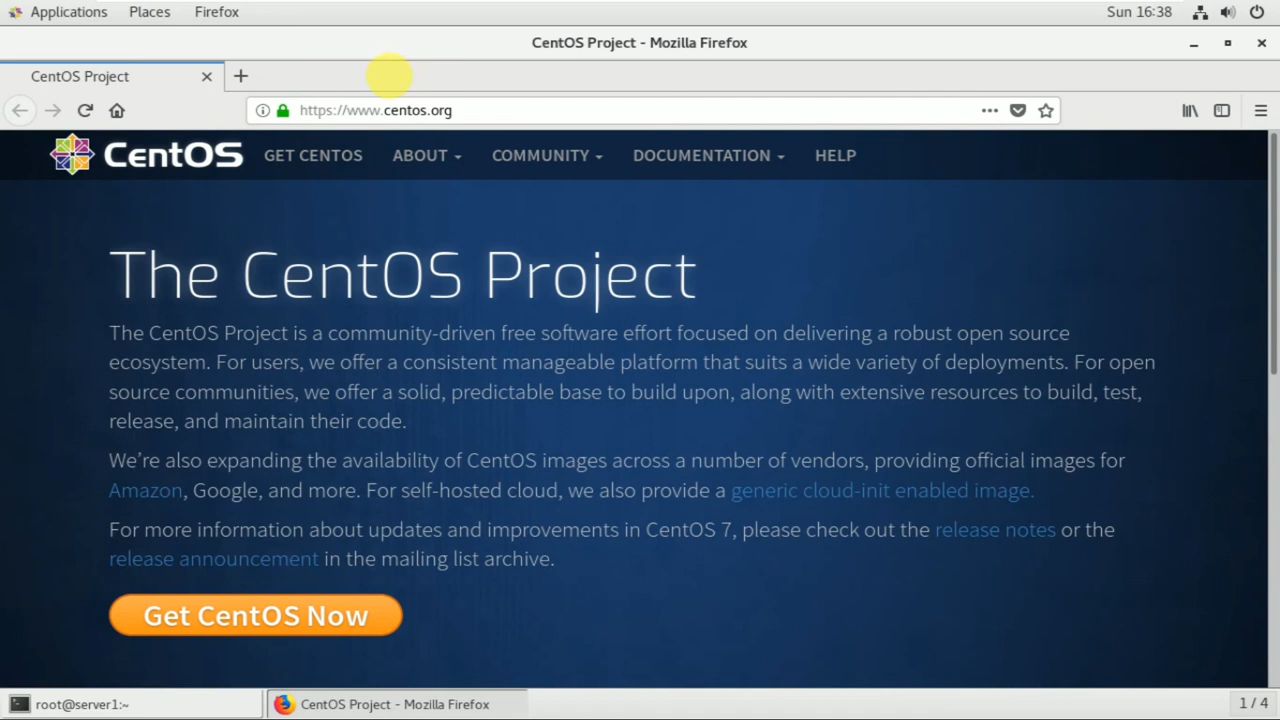 Applications Places Firefox Sun 16:38
CentOS Project - Mozilla Firefox
CentOS Project
https://www.centos.org
CentOS GET CENTOS ABOUT COMMUNITY DOCUMENTATION HELP
The CentOS Project
The CentOS Project is a community-driven free software effort focused on delivering a robust open source
ecosystem. For users, we offer a consistent manageable platform that suits a wide variety of deployments. For open
source communities, we offer a solid, predictable base to build upon, along with extensive resources to build, test,
release, and maintain their code.
We’re also expanding the availability of CentOS images across a number of vendors, providing official images for
Amazon, Google, and more. For self-hosted cloud, we also provide a generic cloud-init enabled image.
For more information about updates and improvements in CentOS 7, please check out the release notes or the
release announcement in the mailing list archive.
Get CentOS Now
root@server1:~ CentOS Project - Mozilla Firefox 1 / 4